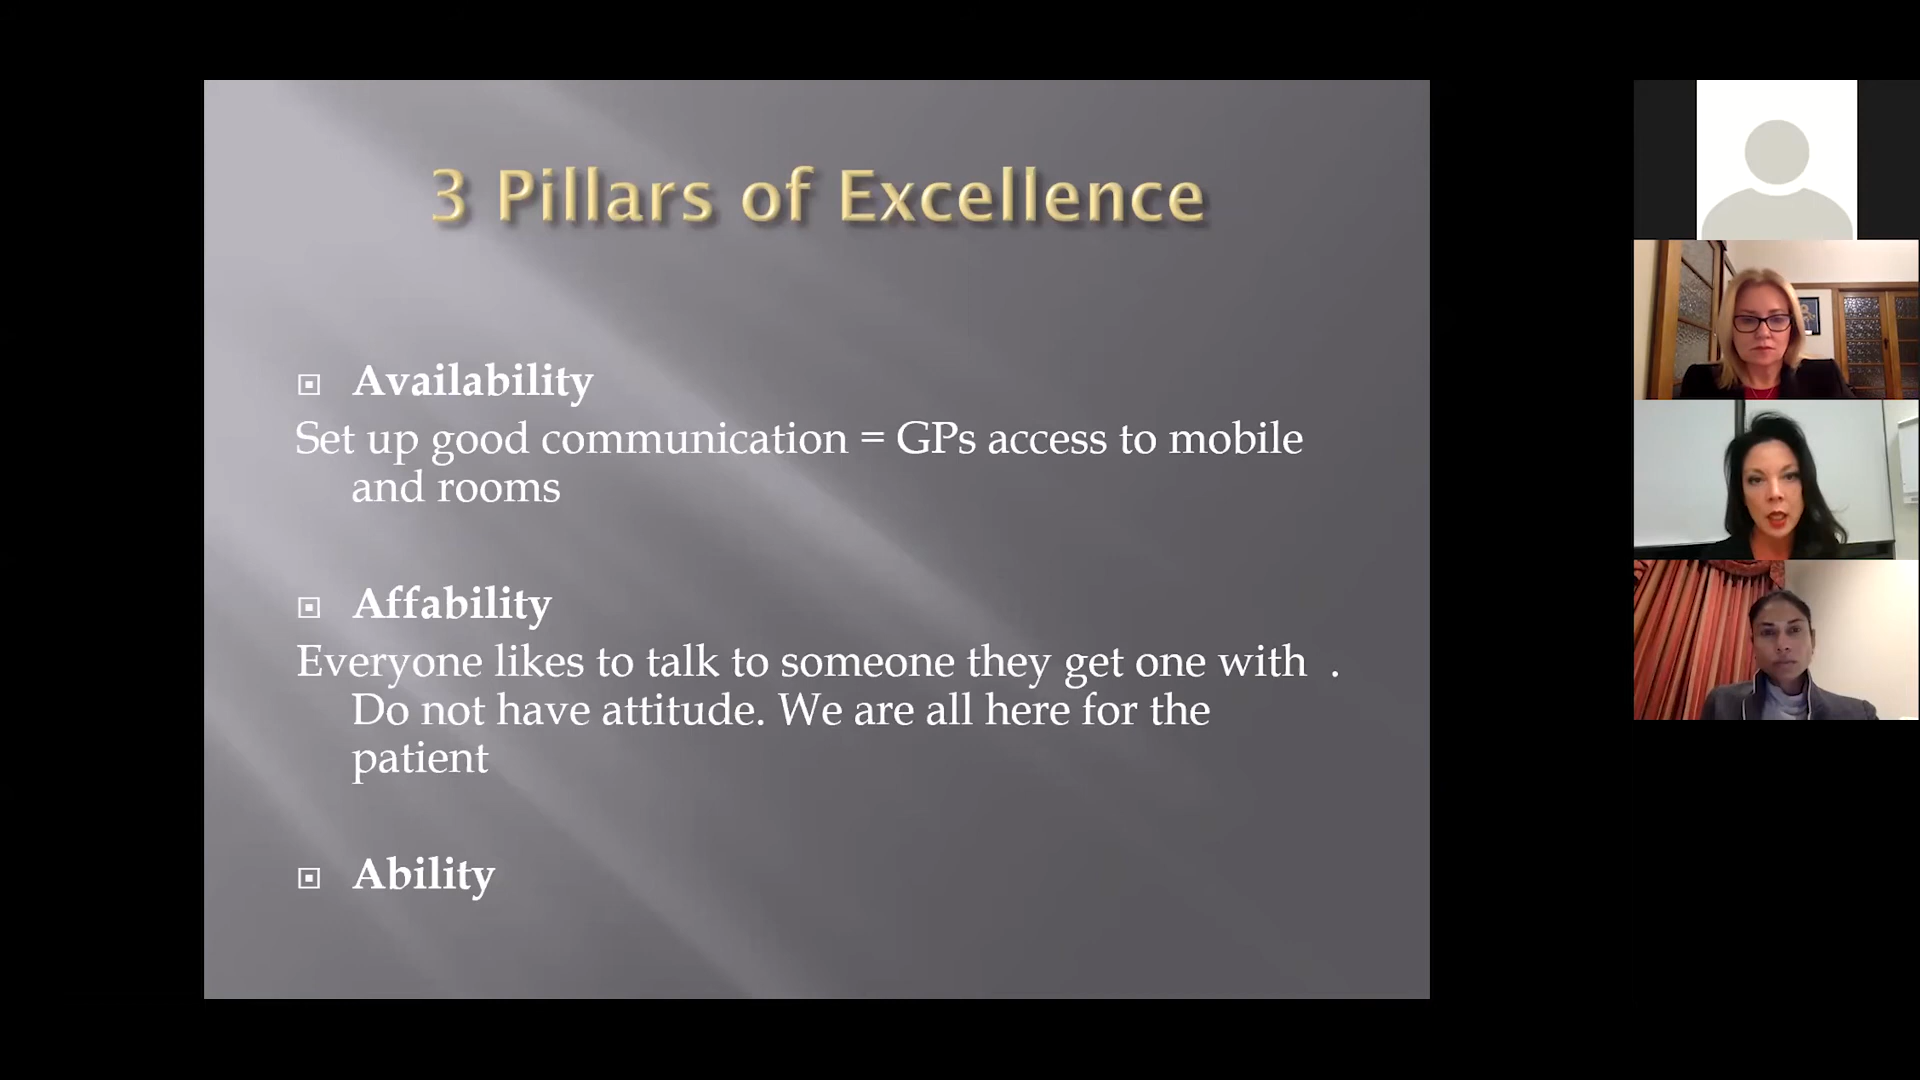 3 Pillars of Excellence
Availability
Set up good communication = GPs access to mobile
and rooms
Affability
Everyone likes to talk to someone they get one with .
Do not have attitude. We are all here for the
patient
Ability